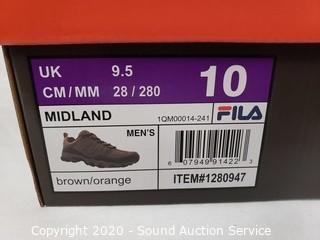 UK 9.5
10
CM/MM 28/280
MIDLAND
1QM00014-241
FILA
MEN'S
6 07949 91422 3
brown/orange
ITEM#1280947
Copyright 2020 - Sound Auction Service